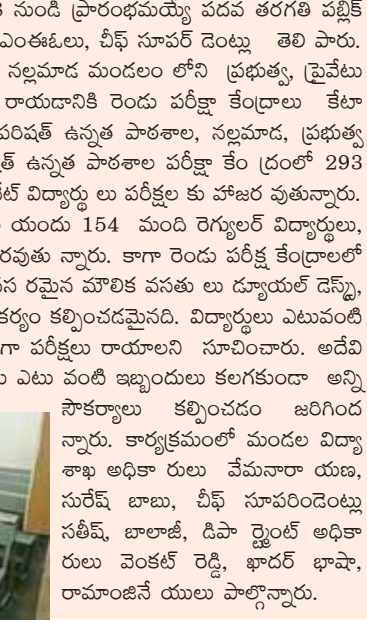 నుండి ప్రారంభమయ్యే పదవ తరగతి పబ్లిక్
ఎంఈఓలు, చీఫ్ సూపర్ డెంట్లు తెలి పారు.
నల్లమాడ మండలం లోని ప్రభుత్వ, ప్రైవేటు
రాయడానికి రెండు పరీక్షా కేంద్రాలు కేటా
పరిషత్ ఉన్నత పాఠశాల, నల్లమాడ, ప్రభుత్వ
ఉన్నత పాఠశాల పరీక్షా కేం ద్రంలో 293
విద్యార్థు లు పరీక్షల కు హాజర వుతున్నారు.
యందు 154 మంది రెగ్యులర్ విద్యార్థులు,
న్నారు. కాగా రెండు పరీక్ష కేంద్రాలలో
రమైన మౌలిక వసతు లు డ్యూయల్ డెస్క్,
కల్పించడమైనది. విద్యార్థులు ఎటువంటి
పరీక్షలు రాయాలని సూచించారు. అదేవి
ఎటు వంటి ఇబ్బందులు కలగకుండా అన్ని
సౌకర్యాలు కల్పించడం జరిగింద
న్నారు. కార్యక్రమంలో మండల విద్యా
శాఖ అధికా రులు వేమనారా యణ,
సురేష్ బాబు, చీఫ్ సూపరిండెంట్లు
సతీష్, బాలాజీ, డిపా ర్ట్మెంట్ అధికా
రులు వెంకట్ రెడ్డి, ఖాదర్ భాషా,
రామాంజినే యులు పాల్గొన్నారు.